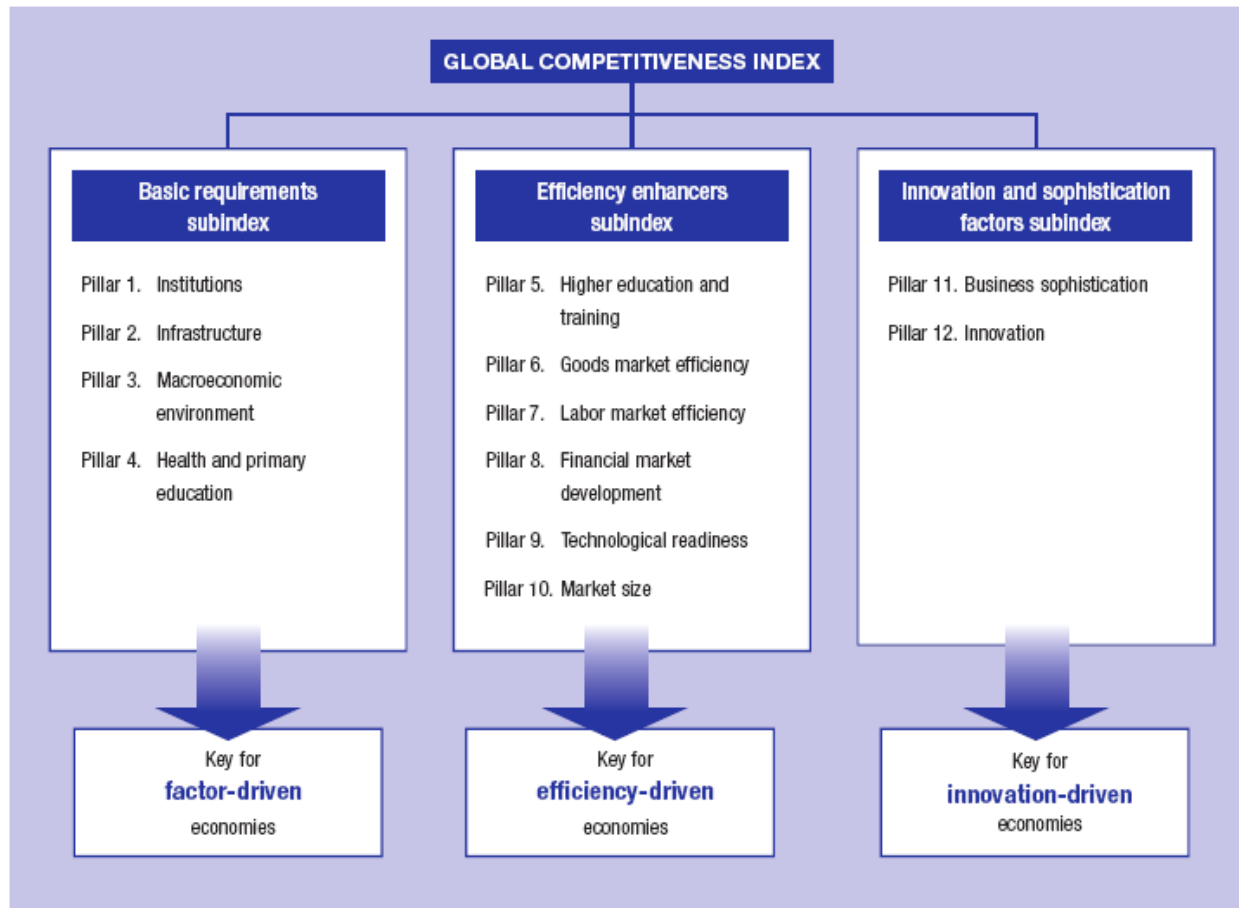 GLOBAL COMPETITIVENESS INDEX
Basic requirements
subindex
Pillar 1. Institutions
Pillar 2. Infrastructure
Pillar 3. Macroeconomic
environment
Pillar 4. Health and primary
education
Key for
factor-driven
economies
Efficiency enhancers
subindex
Pillar 5. Higher education and
training
Pillar 6. Goods market efficiency
Pillar 7. Labor market efficiency
Pillar 8. Financial market
development
Pillar 9. Technological readiness
Pillar 10. Market size
Key for
efficiency-driven
economies
Innovation and sophistication
factors subindex
Pillar 11. Business sophistication
Pillar 12. Innovation
Key for
innovation-driven
economies